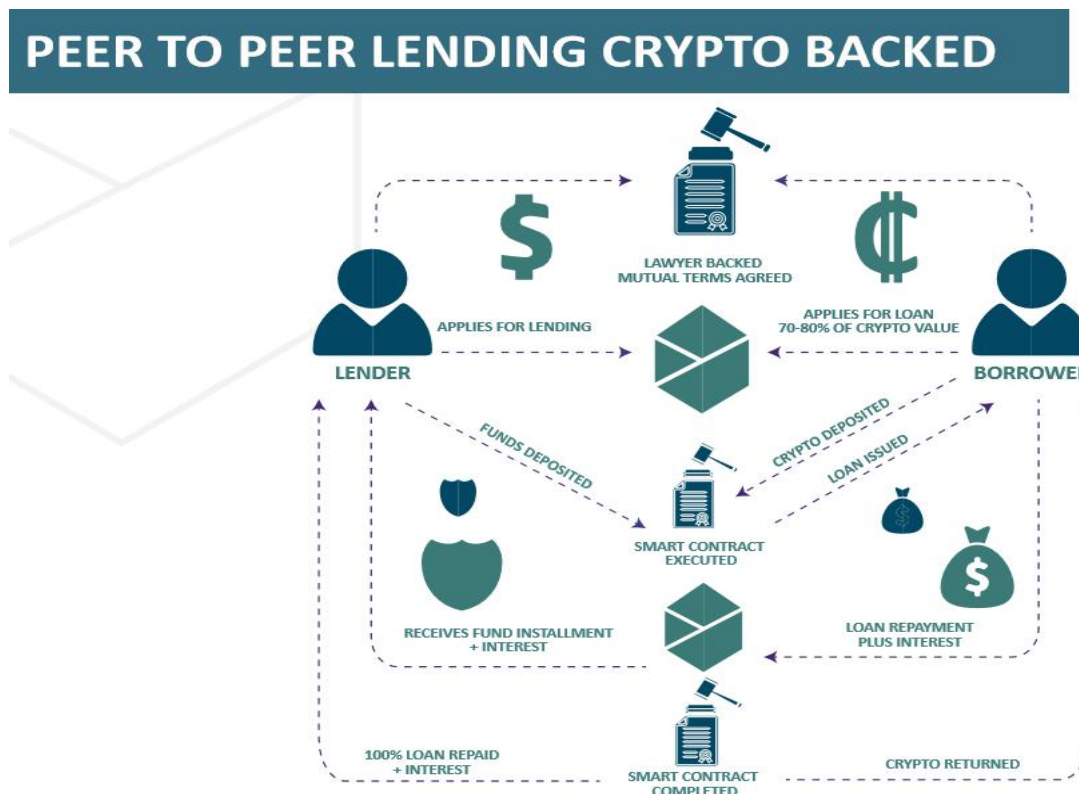 PEER TO PEER LENDING CRYPTO BACKED
$
₵
LAWYER BACKED
MUTUAL TERMS AGREED
APPLIES FOR LENDING
APPLIES FOR LOAN
70-80% OF CRYPTO VALUE
LENDER
BORROWE
FUNDS DEPOSITED
CRYPTO DEPOSITED
LOAN ISSUED
SMART CONTRACT
EXECUTED
$
$
RECEIVES FUND INSTALLMENT
+ INTEREST
LOAN REPAYMENT
PLUS INTEREST
100% LOAN REPAID
+ INTEREST
SMART CONTRACT
COMPLETED
CRYPTO RETURNED